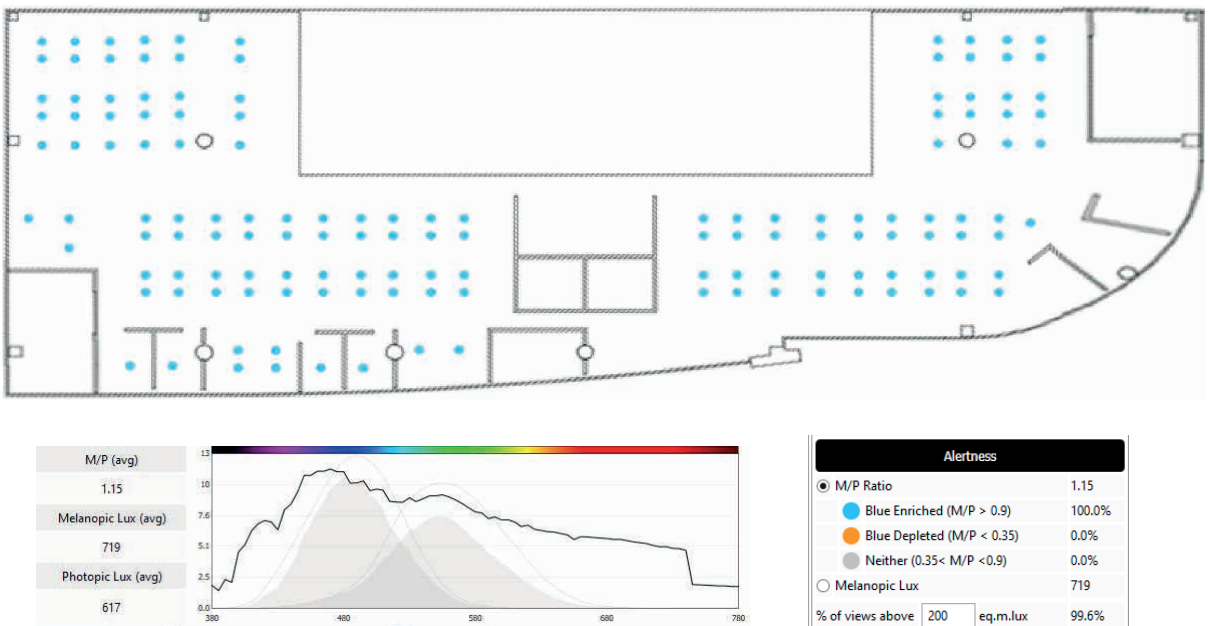 M/P (avg)
1.15
Melanopic Lux (avg)
719
Photopic Lux (avg)
617
13
10
7.6
5.1
2.5
0.0
380
480
580
680
780
Alertness
M/P Ratio 1.15
Blue Enriched (M/P > 0.9) 100.0%
Blue Depleted (M/P < 0.35) 0.0%
Neither (0.35< M/P <0.9) 0.0%
Melanopic Lux 719
% of views above 200 eq.m.lux 99.6%